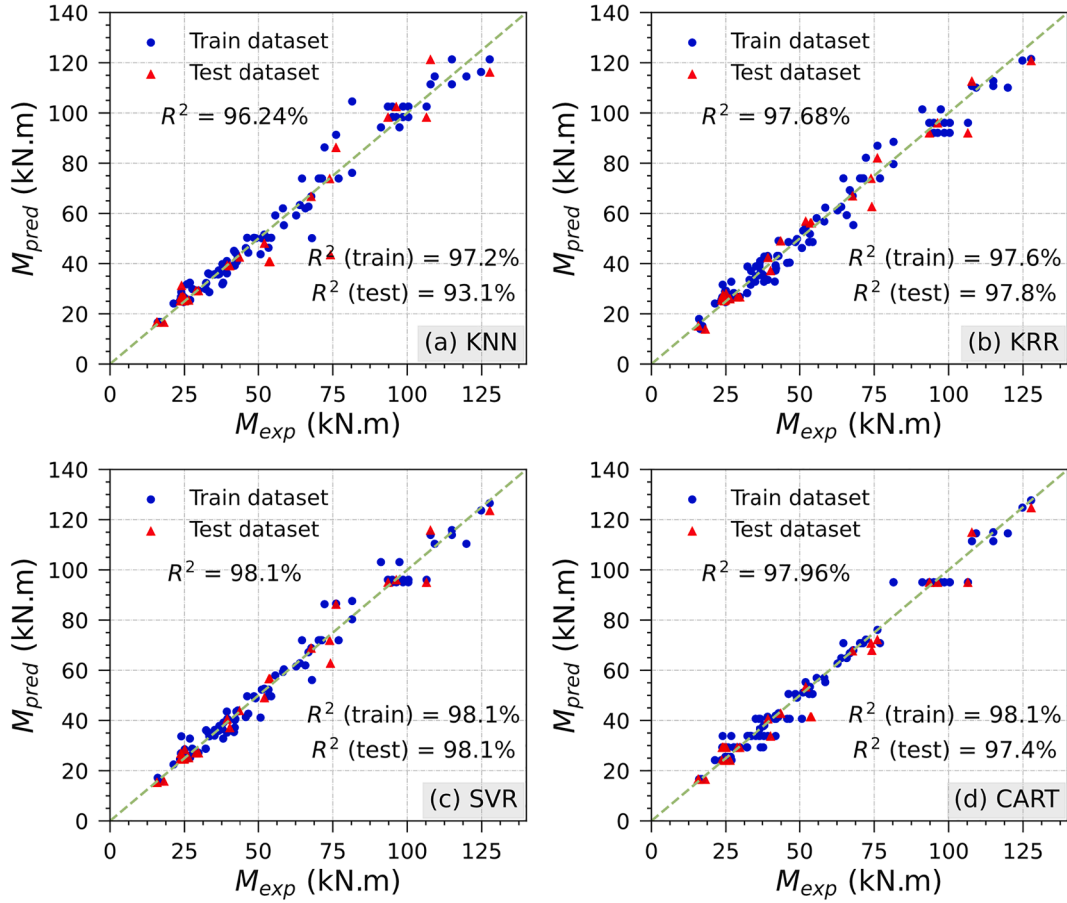 140
120
100
80
60
40
20
0
M_pred (kN.m)
Train dataset
Test dataset
R² = 96.24%
R² (train) = 97.2%
R² (test) = 93.1%
(a) KNN
0 25 50 75 100 125
M_exp (kN.m)
140
120
100
80
60
40
20
0
M_pred (kN.m)
Train dataset
Test dataset
R² = 97.68%
R² (train) = 97.6%
R² (test) = 97.8%
(b) KRR
0 25 50 75 100 125
M_exp (kN.m)
140
120
100
80
60
40
20
0
M_pred (kN.m)
Train dataset
Test dataset
R² = 98.1%
R² (train) = 98.1%
R² (test) = 98.1%
(c) SVR
0 25 50 75 100 125
M_exp (kN.m)
140
120
100
80
60
40
20
0
M_pred (kN.m)
Train dataset
Test dataset
R² = 97.96%
R² (train) = 98.1%
R² (test) = 97.4%
(d) CART
0 25 50 75 100 125
M_exp (kN.m)